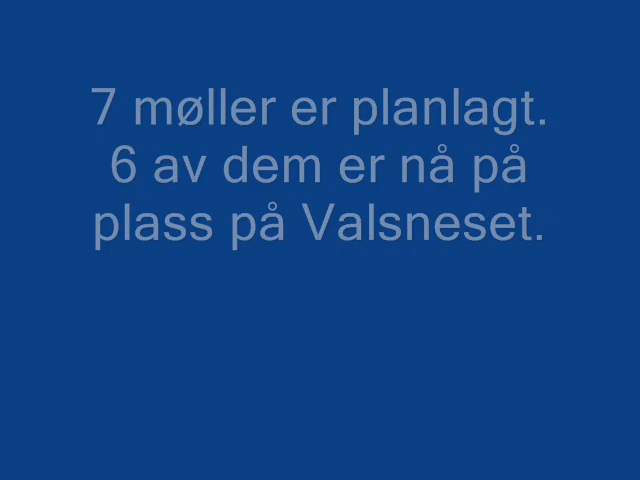 7 møller er planlagt.
6 av dem er nå på
plass på Valsneset.